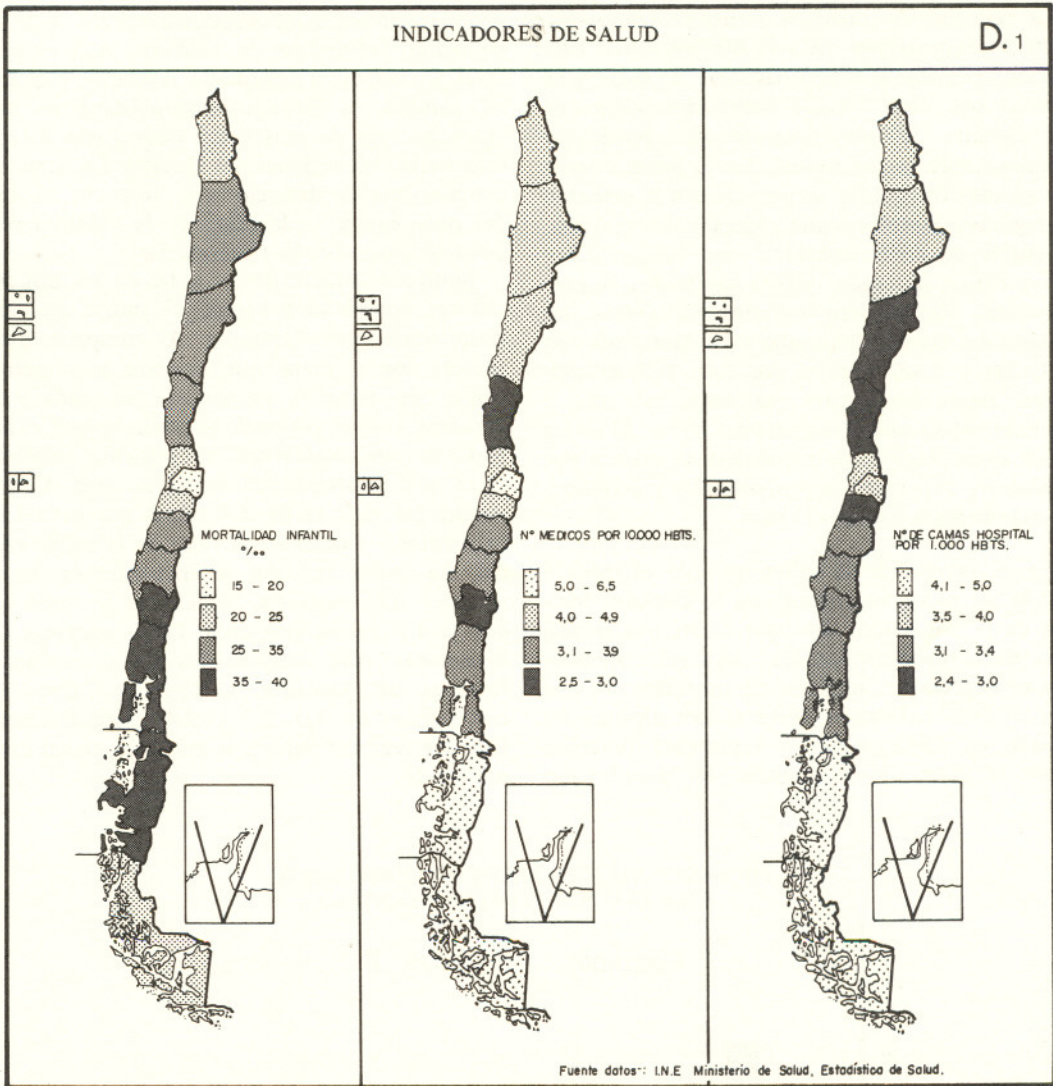 INDICADORES DE SALUD
D.1
MORTALIDAD INFANTIL
º/ºº
15 - 20
20 - 25
25 - 35
35 - 40
Nº MEDICOS POR 10.000 HBTS.
5,0 - 6,5
4,0 - 4,9
3,1 - 3,9
2,5 - 3,0
Nº DE CAMAS HOSPITAL
POR 1.000 HBTS.
4,1 - 5,0
3,5 - 4,0
3,1 - 3,4
2,4 - 3,0
Fuente datos-: I.N.E Ministerio de Salud, Estadística de Salud.